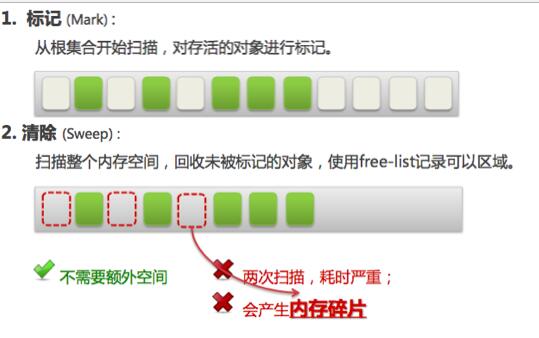 1. 标记 (Mark) :
从根集合开始扫描，对存活的对象进行标记。
2. 清除 (Sweep) :
扫描整个内存空间，回收未被标记的对象，使用free-list记录可以区域。
不需要额外空间
两次扫描，耗时严重；
会产生内存碎片